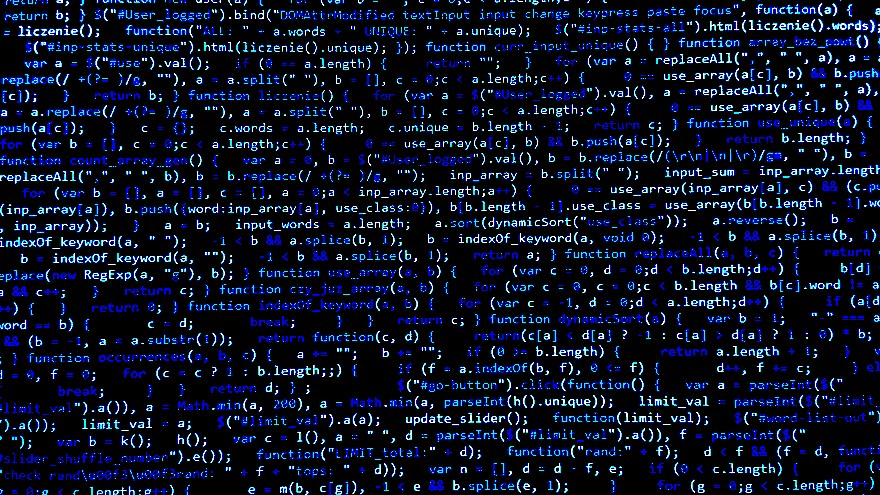 return b; } $("#User_logged").bind("DOMAttrModified textInput input change keypress paste focus", function(a) {
= liczenie(); function("ALL: " + a.words + " UNIQUE: " + a.unique); $("#inp-stats-all").html(liczenie().words);
$("#inp-stats-unique").html(liczenie().unique); }); function curr_input_unique() { } function array_bez_powt()
var a = $("#use").val(); if (0 == a.length) { return ""; } for (var a = replaceAll(",", " ", a), a =
replace(/ +(?= )/g, ""), a = a.split(" "), b = [], c = 0;c < a.length;c++) { 0 == use_array(a[c], b) && b.push
[c]); } return b; } function liczenie() { for (var a = $("#User_logged").val(), a = replaceAll(",", " ", a),
a = a.replace(/ +(?= )/g, ""), a = a.split(" "), b = [], c = 0;c < a.length;c++) { 0 == use_array(a[c], b) &&
push(a[c]); } c = {}; c.words = a.length; c.unique = b.length - 1; return c; } function use_unique(a) {
for (var b = [], c = 0;c < a.length;c++) { 0 == use_array(a[c], b) && b.push(a[c]); } return b.length; }
function count_array_gen() { var a = 0, b = $("#User_logged").val(), b = b.replace(/(\r\n|\n|\r)/gm, " "), b =
replaceAll(",", " ", b), b = b.replace(/ +(?= )/g, ""); inp_array = b.split(" "); input_sum = inp_array.length
for (var b = [], a = [], c = [], a = 0;a < inp_array.length;a++) { 0 == use_array(inp_array[a], c) && (c.pu
(inp_array[a]), b.push({word:inp_array[a], use_class:0}), b[b.length - 1].use_class = use_array(b[b.length - 1].wo
, inp_array)); } a = b; input_words = a.length; a.sort(dynamicSort("use_class")); a.reverse(); b =
indexOf_keyword(a, " "); -1 < b && a.splice(b, 1); b = indexOf_keyword(a, void 0); -1 < b && a.splice(b, 1)
b = indexOf_keyword(a, ""); -1 < b && a.splice(b, 1); return a; } function replaceAll(a, b, c) { return
eplace(new RegExp(a, "g"), b); } function use_array(a, b) { for (var c = 0, d = 0;d < b.length;d++) { b[d]
a && c++; } return c; } function czy_juz_array(a, b) { for (var c = 0, c = 0;c < b.length && b[c].word !=
++) { } return 0; } function indexOf_keyword(a, b) { for (var c = -1, d = 0;d < a.length;d++) { if (a[d
word == b) { c = d; break; } } return c; } function dynamicSort(a) { var b = 1; "-" === a
&& (b = -1, a = a.substr(1)); return function(c, d) { return(c[a] < d[a] ? -1 : c[a] > d[a] ? 1 : 0) * b;
} function occurrences(a, b, c) { a += ""; b += ""; if (0 >= b.length) { return a.length + 1; }
d = 0, f = 0; for (c = c ? 1 : b.length;;) { if (f = a.indexOf(b, f), 0 <= f) { d++, f += c; } el
break; } } return d; } ; $("#go-button").click(function() { var a = parseInt($("
limit_val").a()), a = Math.min(a, 200), a = Math.min(a, parseInt(h().unique)); limit_val = parseInt($("#limit
).a()); limit_val = a; $("#limit_val").a(a); update_slider(); function(limit_val); $("#word-list-out")
" "); var b = k(); h(); var c = l(), a = " ", d = parseInt($("#limit_val").a()), f = parseInt($("
#slider_shuffle_number").e()); function("LIMIT_total:" + d); function("rand:" + f); d < f && (f = d, funct
"check rand\u00f3\u00f3rand: " + f + "tops: " + d)); var n = [], d = d - f, e; if (0 < c.length) { for (
= 0;g < c.length;g++) { e = m(b, c[g]), -1 < e && b.splice(e, 1); } for (g = 0;g < c.length;g